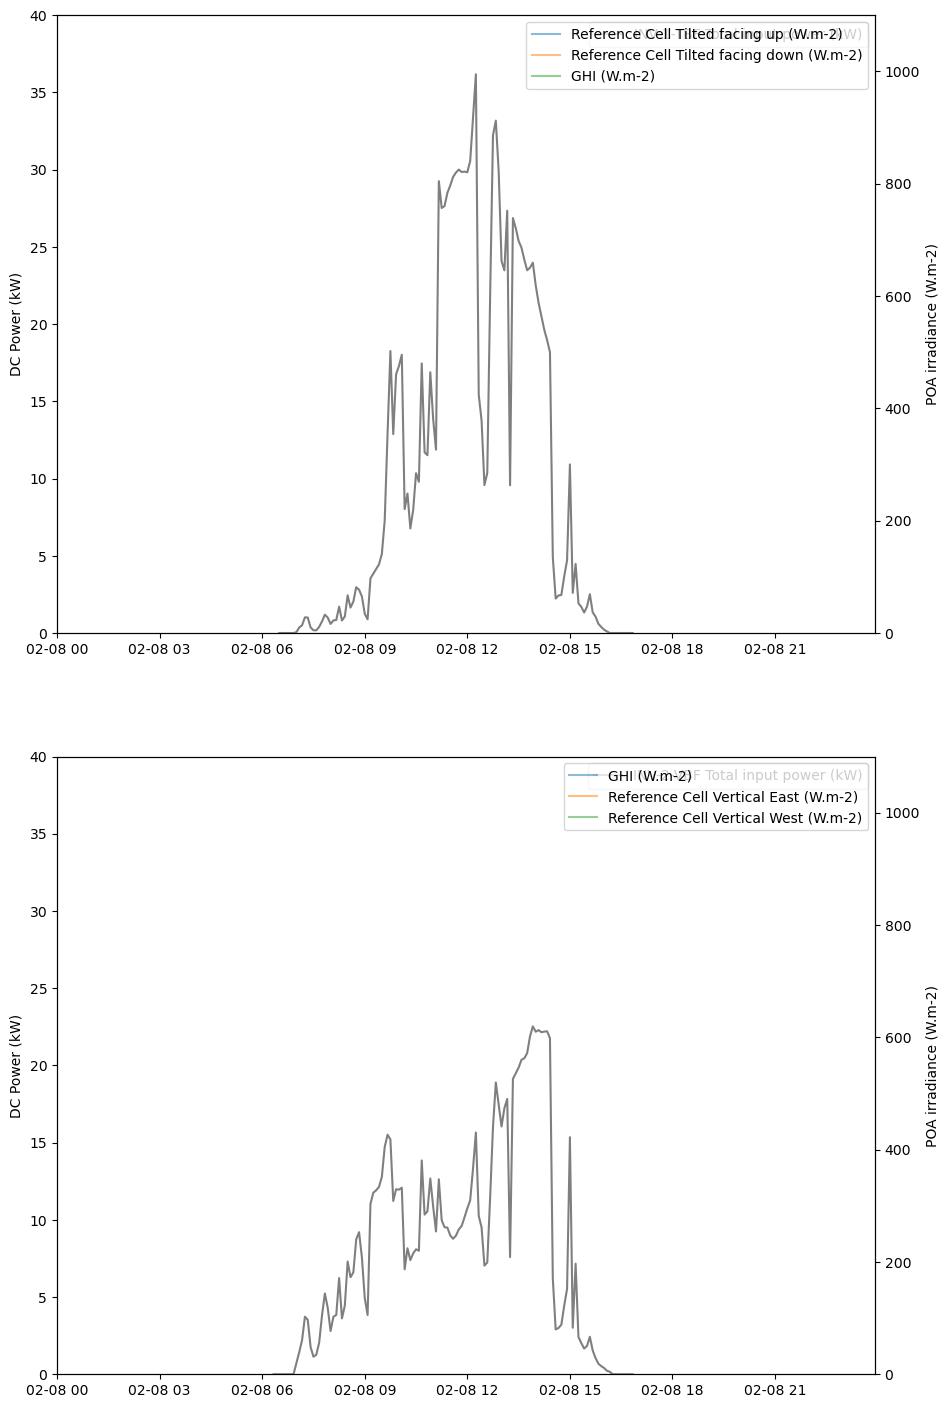 40
35
30
25
20
15
10
5
0
DC Power (kW)
Reference Cell Tilted facing up (W.m-2)
Reference Cell Tilted facing down (W.m-2)
GHI (W.m-2)
1000
800
600
400
200
0
POA irradiance (W.m-2)
02-08 00 02-08 03 02-08 06 02-08 09 02-08 12 02-08 15 02-08 18 02-08 21
40
35
30
25
20
15
10
5
0
DC Power (kW)
Total input power (kW)
GHI (W.m-2)
Reference Cell Vertical East (W.m-2)
Reference Cell Vertical West (W.m-2)
1000
800
600
400
200
0
POA irradiance (W.m-2)
02-08 00 02-08 03 02-08 06 02-08 09 02-08 12 02-08 15 02-08 18 02-08 21